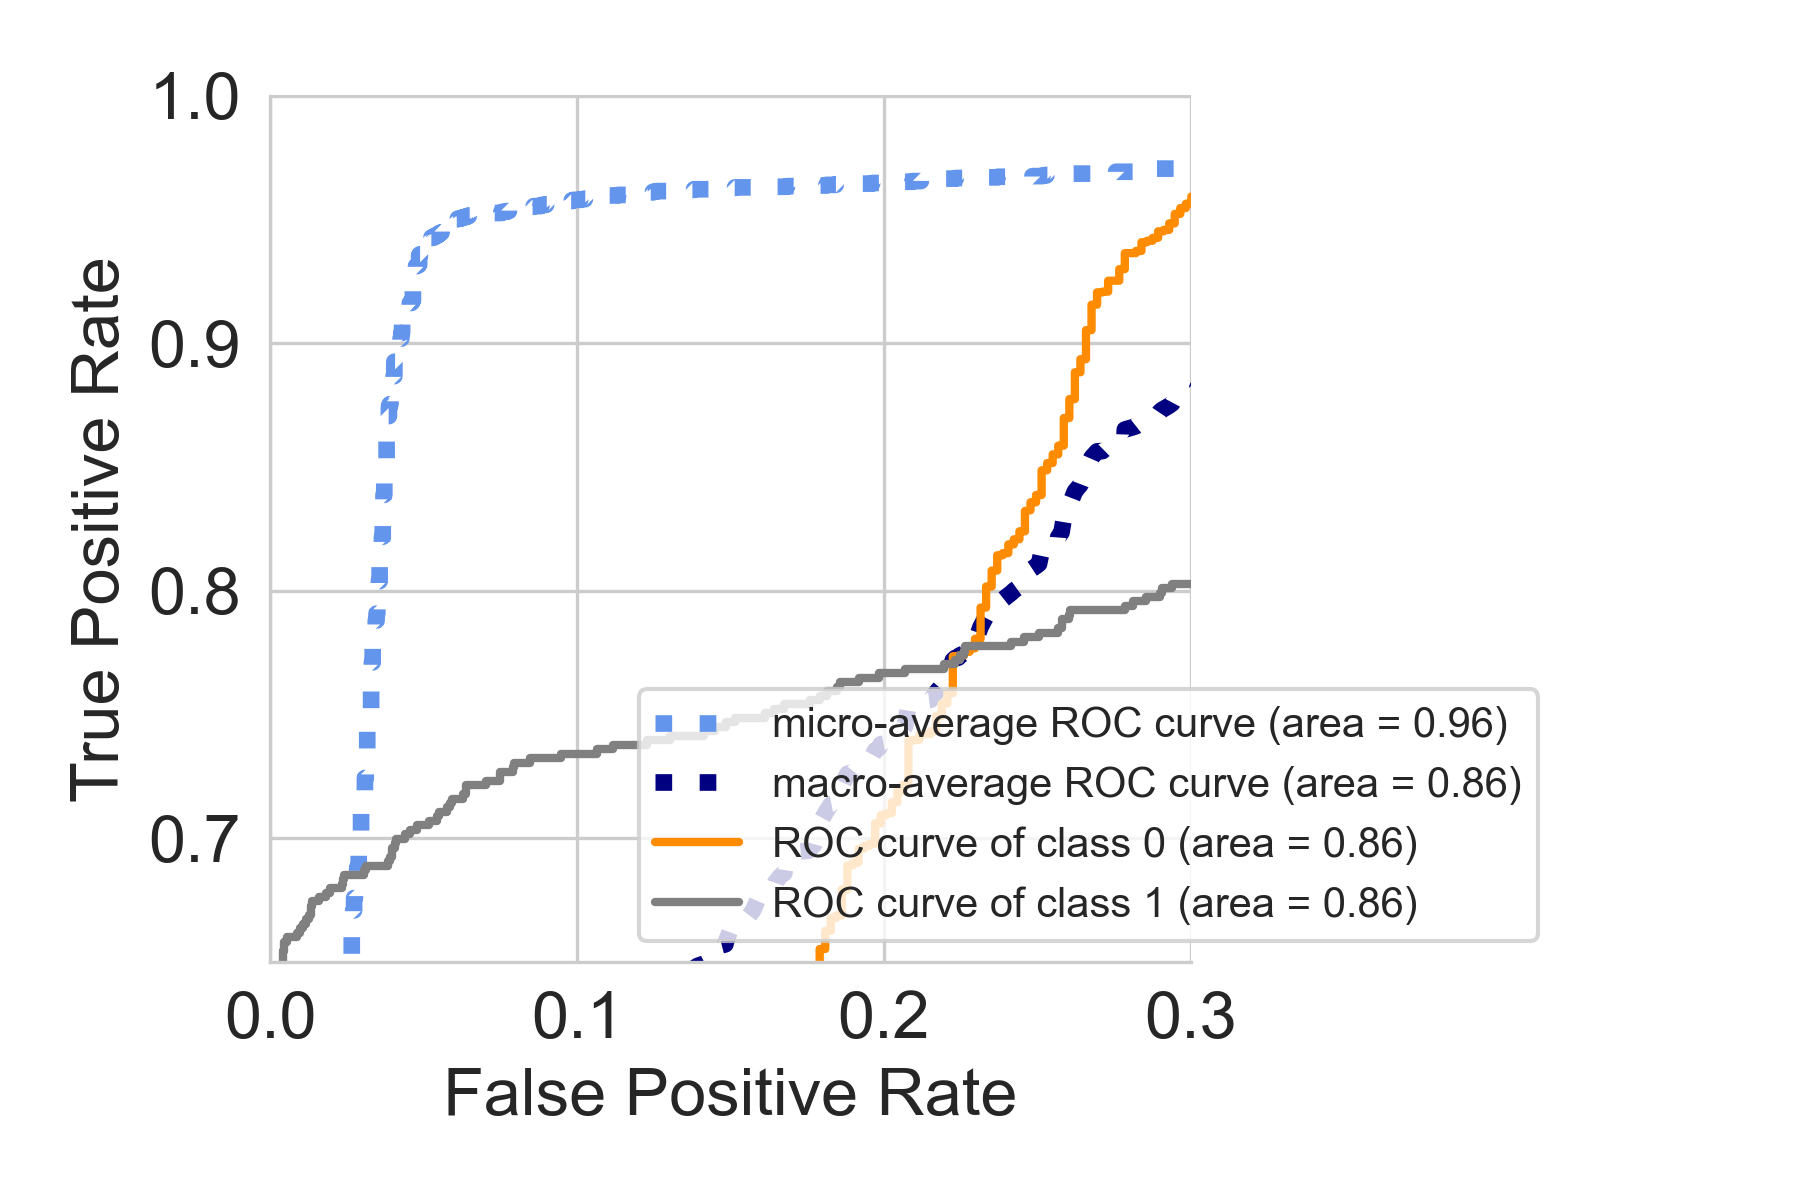 1.0
0.9
0.8
0.7
True Positive Rate
micro-average ROC curve (area = 0.96)
macro-average ROC curve (area = 0.86)
ROC curve of class 0 (area = 0.86)
ROC curve of class 1 (area = 0.86)
0.0 0.1 0.2 0.3
False Positive Rate